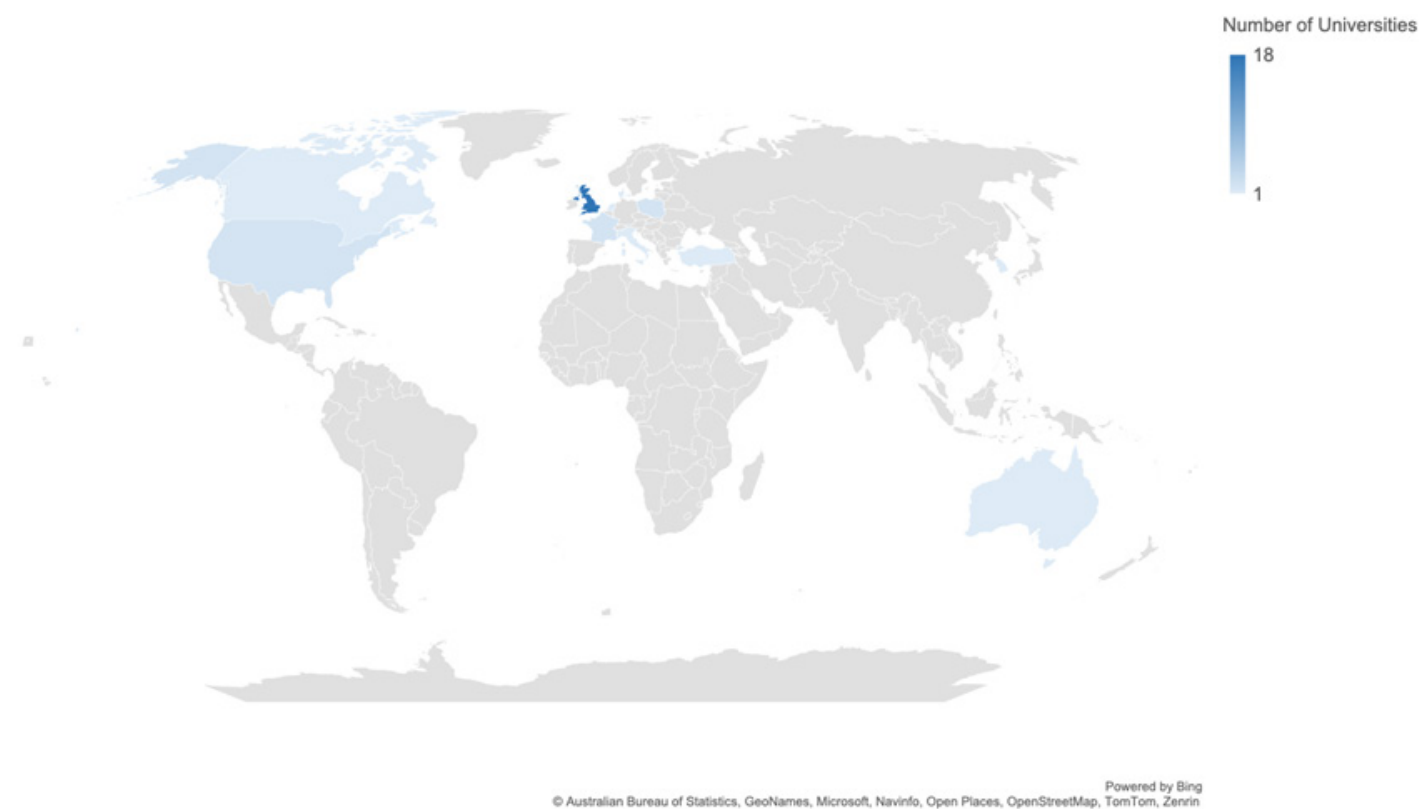 Number of Universities
18
1
Powered by Bing
© Australian Bureau of Statistics, GeoNames, Microsoft, Navinfo, Open Places, OpenStreetMap, TomTom, Zenrin